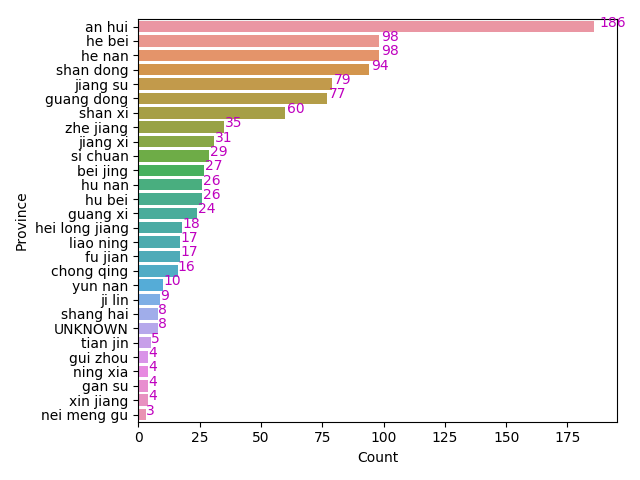 an hui 186
he bei 98
he nan 98
shan dong 94
jiang su 79
guang dong 77
shan xi 60
zhe jiang 35
jiang xi 31
si chuan 29
bei jing 27
hu nan 26
hu bei 26
guang xi 24
hei long jiang 18
liao ning 17
fu jian 17
chong qing 16
yun nan 10
ji lin 9
shang hai 8
UNKNOWN 8
tian jin 5
gui zhou 4
ning xia 4
gan su 4
xin jiang 4
nei meng gu 3
0 25 50 75 100 125 150 175
Count
Province